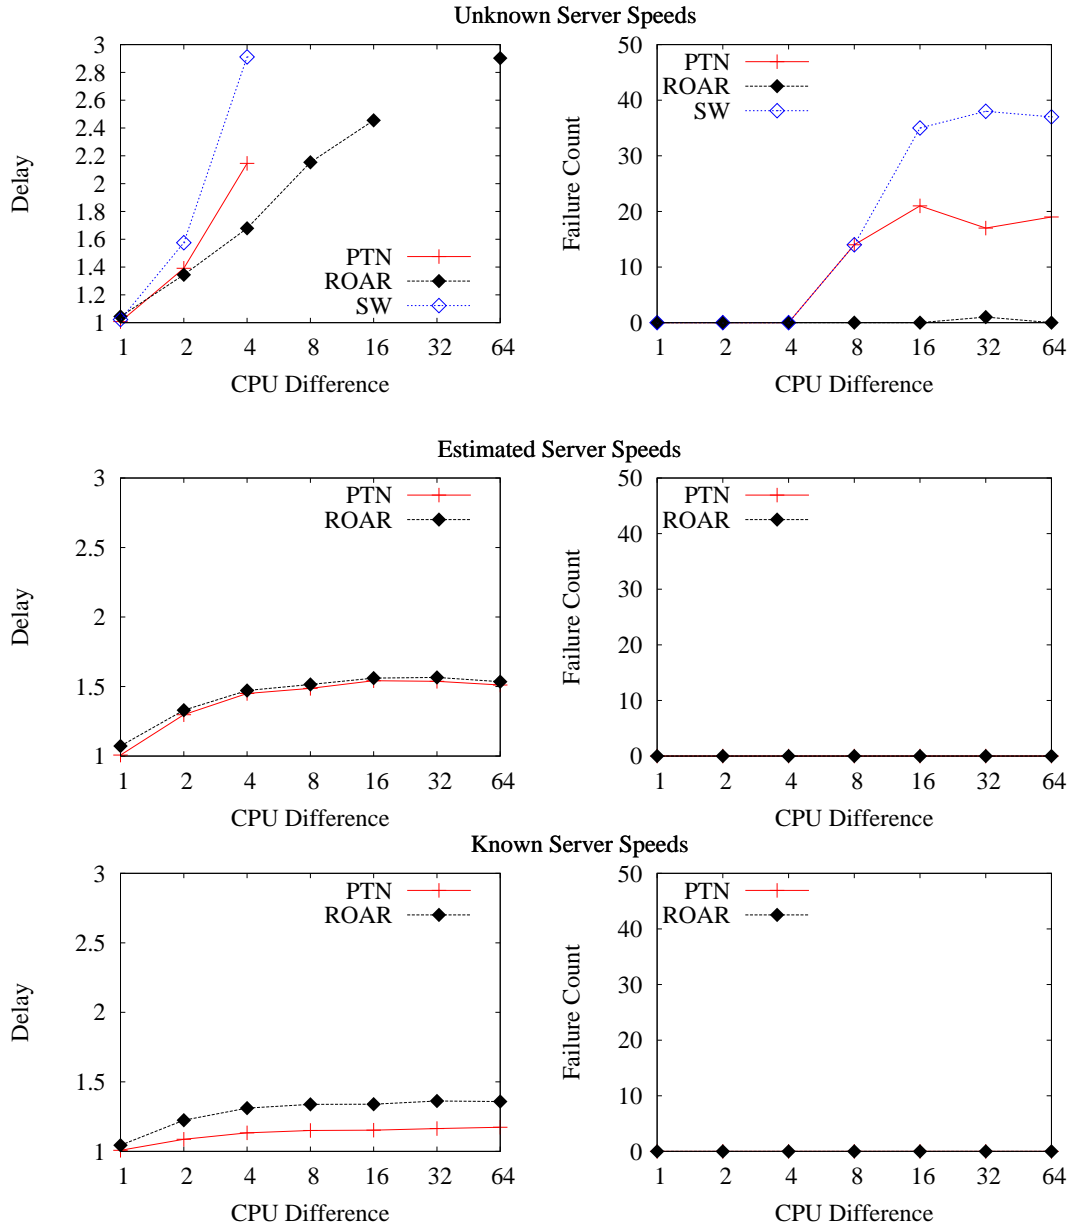 Unknown Server Speeds
3
2.8
2.6
2.4
2.2
2
1.8
1.6
1.4
1.2
1
Delay
PTN
ROAR
SW
1 2 4 8 16 32 64
CPU Difference
50
40
30
20
10
0
Failure Count
PTN
ROAR
SW
1 2 4 8 16 32 64
CPU Difference
Estimated Server Speeds
3
2.5
2
1.5
1
Delay
PTN
ROAR
1 2 4 8 16 32 64
CPU Difference
50
40
30
20
10
0
Failure Count
PTN
ROAR
1 2 4 8 16 32 64
CPU Difference
Known Server Speeds
3
2.5
2
1.5
1
Delay
PTN
ROAR
1 2 4 8 16 32 64
CPU Difference
50
40
30
20
10
0
Failure Count
PTN
ROAR
1 2 4 8 16 32 64
CPU Difference